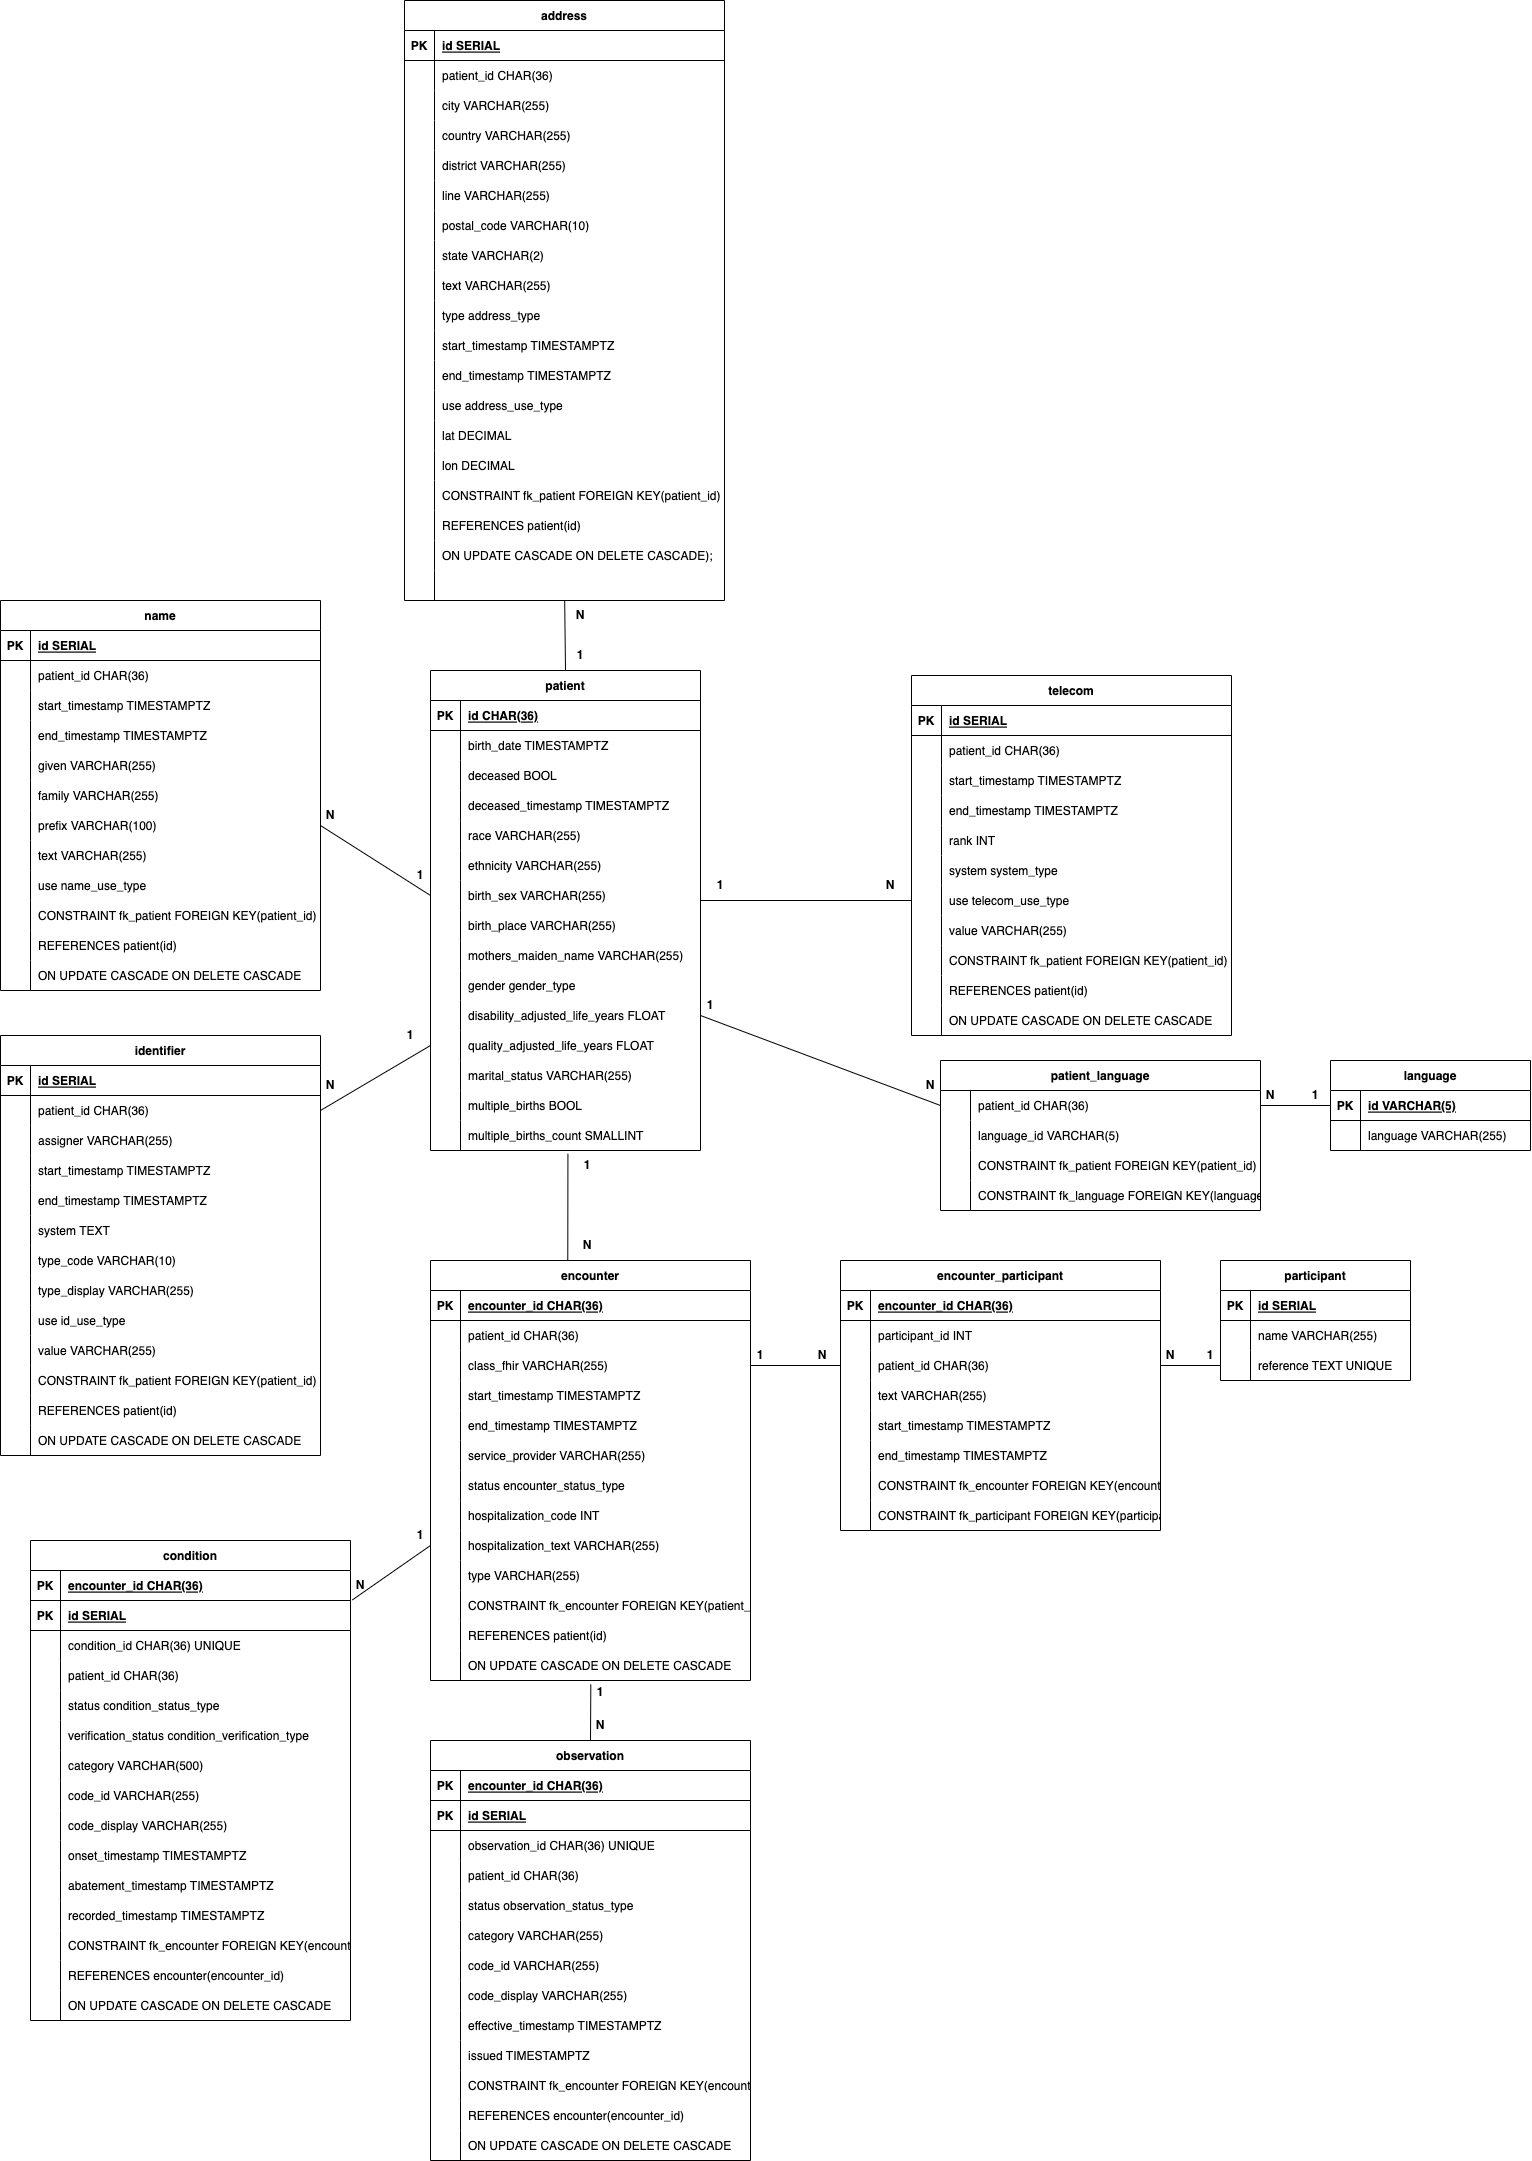 address
PK id SERIAL
patient_id CHAR(36)
city VARCHAR(255)
country VARCHAR(255)
district VARCHAR(255)
line VARCHAR(255)
postal_code VARCHAR(10)
state VARCHAR(2)
text VARCHAR(255)
type address_type
start_timestamp TIMESTAMPTZ
end_timestamp TIMESTAMPTZ
use address_use_type
lat DECIMAL
lon DECIMAL
CONSTRAINT fk_patient FOREIGN KEY(patient_id)
REFERENCES patient(id)
ON UPDATE CASCADE ON DELETE CASCADE);
N
1
name
PK id SERIAL
patient_id CHAR(36)
start_timestamp TIMESTAMPTZ
end_timestamp TIMESTAMPTZ
given VARCHAR(255)
family VARCHAR(255)
prefix VARCHAR(100)
text VARCHAR(255)
use name_use_type
CONSTRAINT fk_patient FOREIGN KEY(patient_id)
REFERENCES patient(id)
ON UPDATE CASCADE ON DELETE CASCADE
N
1
patient
PK id CHAR(36)
birth_date TIMESTAMPTZ
deceased BOOL
deceased_timestamp TIMESTAMPTZ
race VARCHAR(255)
ethnicity VARCHAR(255)
birth_sex VARCHAR(255)
birth_place VARCHAR(255)
mothers_maiden_name VARCHAR(255)
gender gender_type
disability_adjusted_life_years FLOAT
quality_adjusted_life_years FLOAT
marital_status VARCHAR(255)
multiple_births BOOL
multiple_births_count SMALLINT
1
N
telecom
PK id SERIAL
patient_id CHAR(36)
start_timestamp TIMESTAMPTZ
end_timestamp TIMESTAMPTZ
rank INT
system system_type
use telecom_use_type
value VARCHAR(255)
CONSTRAINT fk_patient FOREIGN KEY(patient_id)
REFERENCES patient(id)
ON UPDATE CASCADE ON DELETE CASCADE
1
N
identifier
PK id SERIAL
patient_id CHAR(36)
assigner VARCHAR(255)
start_timestamp TIMESTAMPTZ
end_timestamp TIMESTAMPTZ
system TEXT
type_code VARCHAR(10)
type_display VARCHAR(255)
use id_use_type
value VARCHAR(255)
CONSTRAINT fk_patient FOREIGN KEY(patient_id)
REFERENCES patient(id)
ON UPDATE CASCADE ON DELETE CASCADE
1
N
patient_language
patient_id CHAR(36)
language_id VARCHAR(5)
CONSTRAINT fk_patient FOREIGN KEY(patient_id)
CONSTRAINT fk_language FOREIGN KEY(language
N
1
language
PK id VARCHAR(5)
language VARCHAR(255)
1
N
encounter
PK encounter_id CHAR(36)
patient_id CHAR(36)
class_fhir VARCHAR(255)
start_timestamp TIMESTAMPTZ
end_timestamp TIMESTAMPTZ
service_provider VARCHAR(255)
status encounter_status_type
hospitalization_code INT
hospitalization_text VARCHAR(255)
type VARCHAR(255)
CONSTRAINT fk_encounter FOREIGN KEY(patient_
REFERENCES patient(id)
ON UPDATE CASCADE ON DELETE CASCADE
1
N
encounter_participant
PK encounter_id CHAR(36)
participant_id INT
patient_id CHAR(36)
text VARCHAR(255)
start_timestamp TIMESTAMPTZ
end_timestamp TIMESTAMPTZ
CONSTRAINT fk_encounter FOREIGN KEY(encount
CONSTRAINT fk_participant FOREIGN KEY(particip
N
1
participant
PK id SERIAL
name VARCHAR(255)
reference TEXT UNIQUE
1
N
condition
PK encounter_id CHAR(36)
PK id SERIAL
condition_id CHAR(36) UNIQUE
patient_id CHAR(36)
status condition_status_type
verification_status condition_verification_type
category VARCHAR(500)
code_id VARCHAR(255)
code_display VARCHAR(255)
onset_timestamp TIMESTAMPTZ
abatement_timestamp TIMESTAMPTZ
recorded_timestamp TIMESTAMPTZ
CONSTRAINT fk_encounter FOREIGN KEY(encount
REFERENCES encounter(encounter_id)
ON UPDATE CASCADE ON DELETE CASCADE
1
N
observation
PK encounter_id CHAR(36)
PK id SERIAL
observation_id CHAR(36) UNIQUE
patient_id CHAR(36)
status observation_status_type
category VARCHAR(255)
code_id VARCHAR(255)
code_display VARCHAR(255)
effective_timestamp TIMESTAMPTZ
issued TIMESTAMPTZ
CONSTRAINT fk_encounter FOREIGN KEY(encount
REFERENCES encounter(encounter_id)
ON UPDATE CASCADE ON DELETE CASCADE